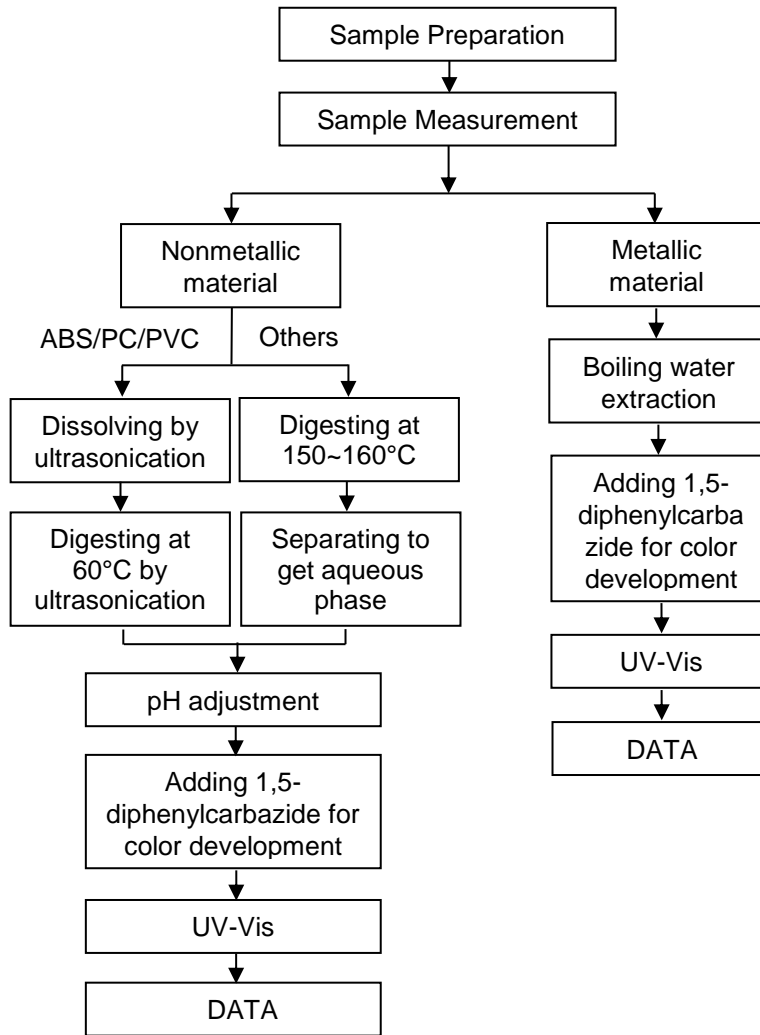 Sample Preparation
Sample Measurement
Nonmetallic
material
ABS/PC/PVC
Others
Dissolving by
ultrasonication
Digesting at
150~160°C
Digesting at
60°C by
ultrasonication
Separating to
get aqueous
phase
pH adjustment
Adding 1,5-
diphenylcarbazide for
color development
UV-Vis
DATA
Metallic
material
Boiling water
extraction
Adding 1,5-
diphenylcarba
zide for color
development
UV-Vis
DATA